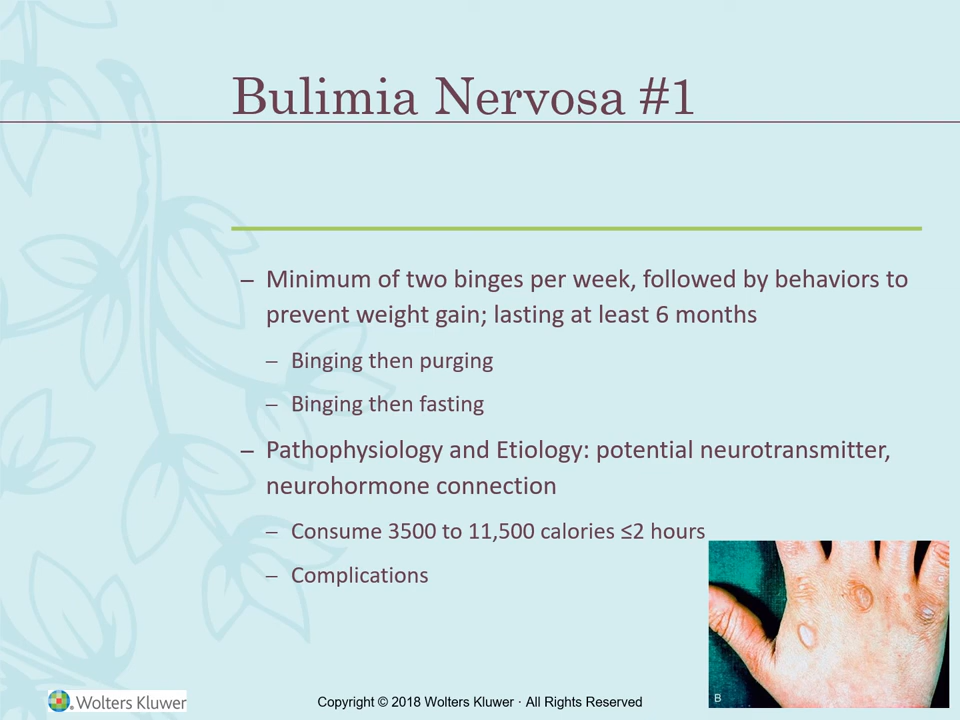 Bulimia Nervosa #1
– Minimum of two binges per week, followed by behaviors to
prevent weight gain; lasting at least 6 months
– Binging then purging
– Binging then fasting
– Pathophysiology and Etiology: potential neurotransmitter,
neurohormone connection
– Consume 3500 to 11,500 calories ≤2 hours
– Complications
B
Wolters Kluwer
Copyright © 2018 Wolters Kluwer · All Rights Reserved